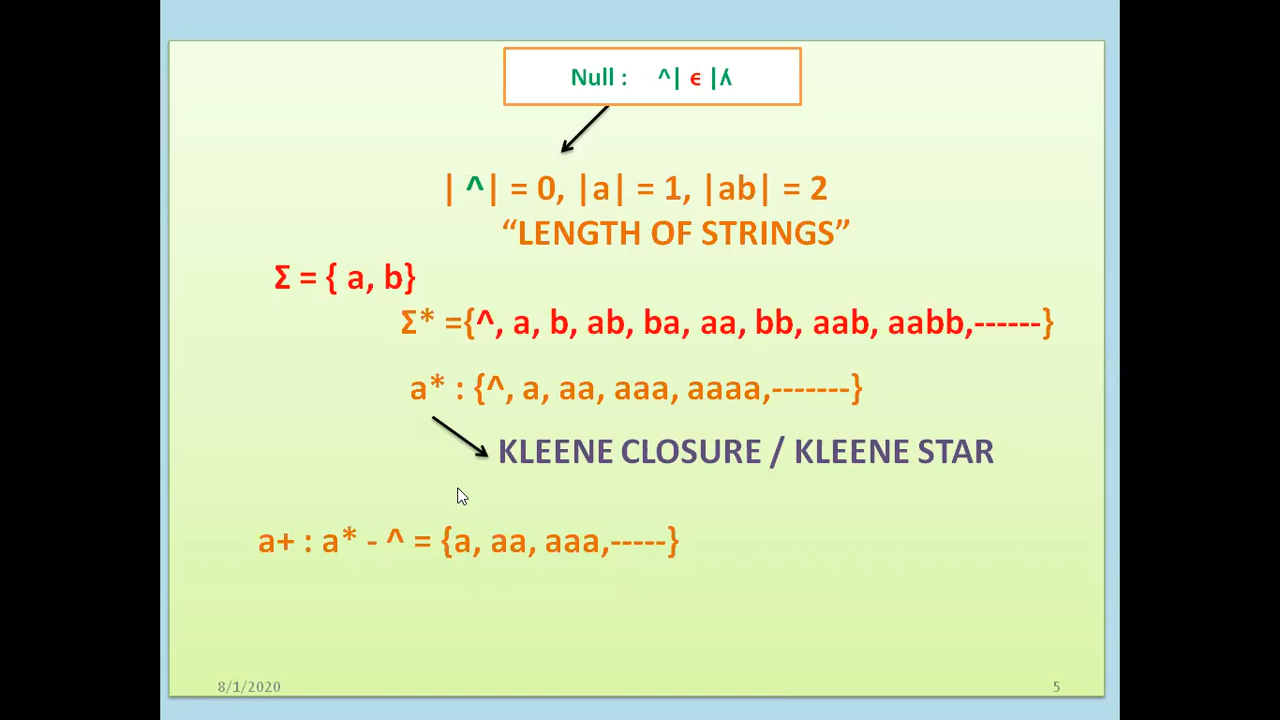 Null : ^| ϵ |ʎ
| ^| = 0, |a| = 1, |ab| = 2
“LENGTH OF STRINGS”
Σ = { a, b}
Σ* ={^, a, b, ab, ba, aa, bb, aab, aabb,------}
a* : {^, a, aa, aaa, aaaa,-------}
KLEENE CLOSURE / KLEENE STAR
a+ : a* - ^ = {a, aa, aaa,-----}
8/1/2020
5